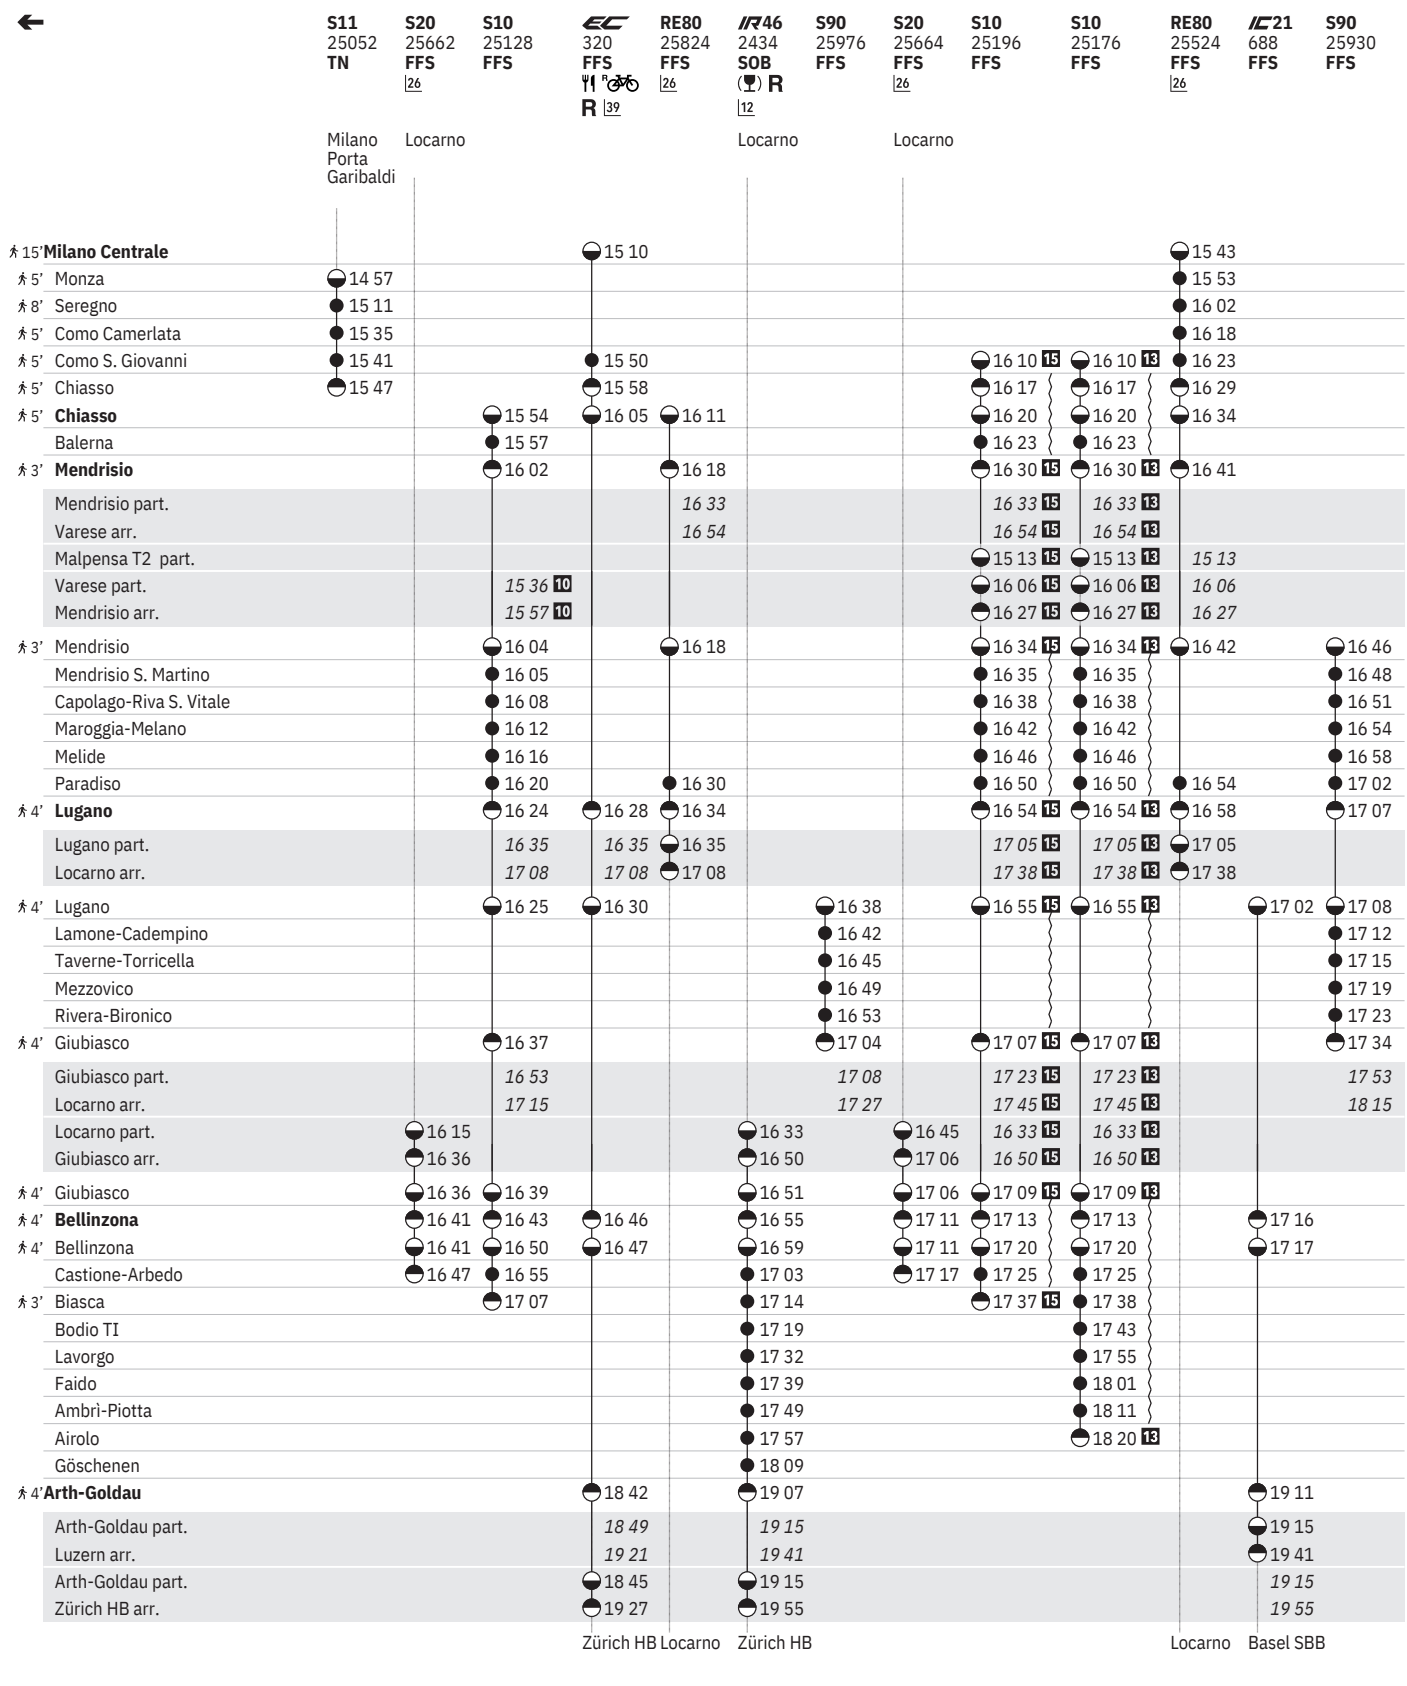 S11 S20 S10 EC RE80 IR46 S90 S20 S10 S10 RE80 IC21 S90
25052 25662 25128 320 25824 2434 25976 25664 25196 25176 25524 688 25930
TN FFS FFS FFS FFS SOB FFS FFS FFS FFS FFS FFS FFS
26 R 26 R 26 26
R 39 12
Milano Locarno Locarno Locarno
Porta
Garibaldi
15' Milano Centrale 15 10 15 43
5' Monza 14 57 15 53
8' Seregno 15 11 16 02
5' Como Camerlata 15 35 16 18
5' Como S. Giovanni 15 41 15 50 16 10 15 16 10 13 16 23
5' Chiasso 15 47 15 58 16 17 16 17 16 29
5' Chiasso 15 54 16 05 16 11 16 20 16 20 16 34
Balerna 15 57 16 23 16 23
3' Mendrisio 16 02 16 18 16 30 15 16 30 13 16 41
Mendrisio part. 16 33 16 33 15 16 33 13
Varese arr. 16 54 16 54 15 16 54 13
Malpensa T2 part. 15 13 15 15 13 13 15 13
Varese part. 15 36 10 16 06 15 16 06 13 16 06
Mendrisio arr. 15 57 10 16 27 15 16 27 13 16 27
3' Mendrisio 16 04 16 18 16 34 15 16 34 13 16 42 16 46
Mendrisio S. Martino 16 05 16 35 16 35 16 48
Capolago-Riva S. Vitale 16 08 16 38 16 38 16 51
Maroggia-Melano 16 12 16 42 16 42 16 54
Melide 16 16 16 46 16 46 16 58
Paradiso 16 20 16 30 16 50 16 50 16 54 17 02
4' Lugano 16 24 16 28 16 34 16 54 15 16 54 13 16 58 17 07
Lugano part. 16 35 16 35 16 35 17 05 15 17 05 13 17 05
Locarno arr. 17 08 17 08 17 08 17 38 15 17 38 13 17 38
4' Lugano 16 25 16 30 16 38 16 55 15 16 55 13 17 02 17 08
Lamone-Cadempino 16 42 17 12
Taverne-Torricella 16 45 17 15
Mezzovico 16 49 17 19
Rivera-Bironico 16 53 17 23
4' Giubiasco 16 37 17 04 17 07 15 17 07 13 17 34
Giubiasco part. 16 53 17 08 17 23 15 17 23 13 17 53
Locarno arr. 17 15 17 27 17 45 15 17 45 13 18 15
Locarno part. 16 15 16 33 16 45 16 33 15 16 33 13
Giubiasco arr. 16 36 16 50 17 06 16 50 15 16 50 13
4' Giubiasco 16 36 16 39 16 51 17 06 17 09 15 17 09 13
4' Bellinzona 16 41 16 43 16 46 16 55 17 11 17 13 17 13 17 16
4' Bellinzona 16 41 16 50 16 47 16 59 17 11 17 20 17 20 17 17
Castione-Arbedo 16 47 16 55 17 03 17 17 17 25 17 25
3' Biasca 17 07 17 14 17 37 15 17 38
Bodio TI 17 19 17 43
Lavorgo 17 32 17 55
Faido 17 39 18 01
Ambrì-Piotta 17 49 18 11
Airolo 17 57 18 20 13
Göschenen 18 09
4' Arth-Goldau 18 42 19 07 19 11
Arth-Goldau part. 18 49 19 15 19 15
Luzern arr. 19 21 19 41 19 41
Arth-Goldau part. 18 45 19 15 19 15
Zürich HB arr. 19 27 19 55 19 55
Zürich HB Locarno Zürich HB Locarno Basel SBB